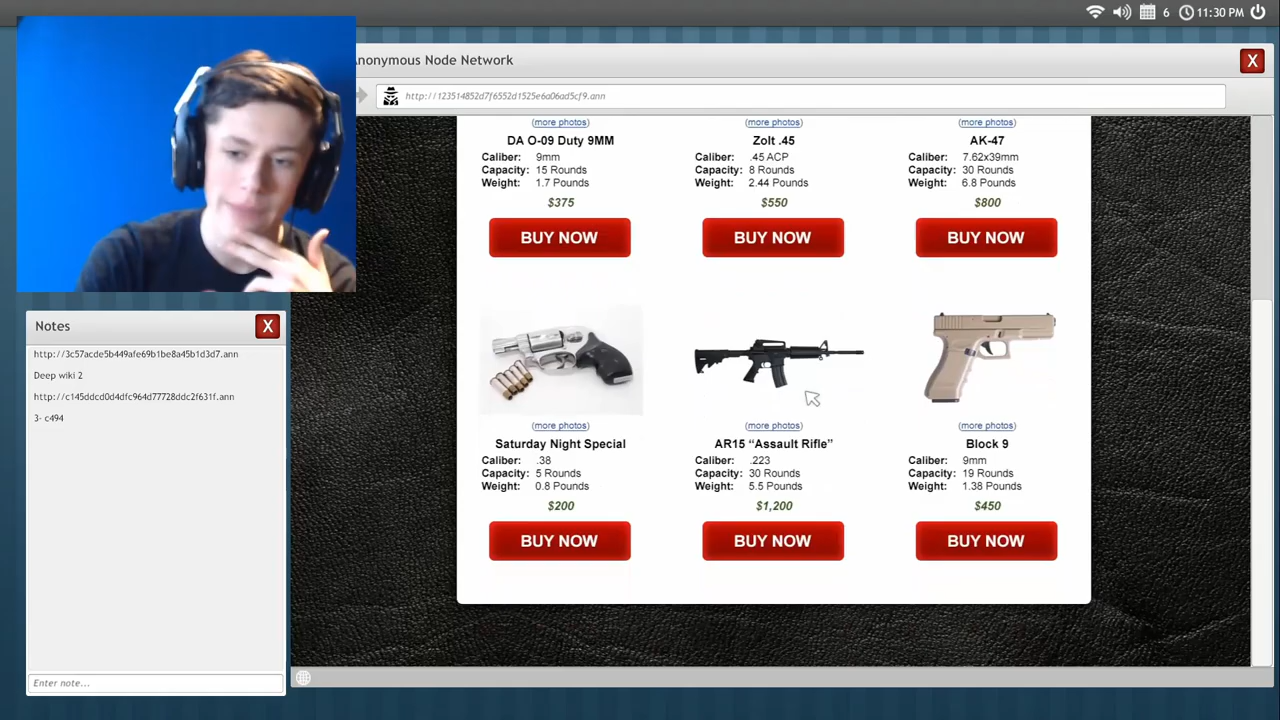 6 11:30 PM
Anonymous Node Network X
http://123514852d7f6552d1525e6a06ad5cf9.ann
(more photos) (more photos) (more photos)
DA O-09 Duty 9MM Zolt .45 AK-47
Caliber: 9mm Caliber: .45 ACP Caliber: 7.62x39mm
Capacity: 15 Rounds Capacity: 8 Rounds Capacity: 30 Rounds
Weight: 1.7 Pounds Weight: 2.44 Pounds Weight: 6.8 Pounds
$375 $550 $800
BUY NOW BUY NOW BUY NOW
(more photos) (more photos) (more photos)
Saturday Night Special AR15 “Assault Rifle” Block 9
Caliber: .38 Caliber: .223 Caliber: 9mm
Capacity: 5 Rounds Capacity: 30 Rounds Capacity: 19 Rounds
Weight: 0.8 Pounds Weight: 5.5 Pounds Weight: 1.38 Pounds
$200 $1,200 $450
BUY NOW BUY NOW BUY NOW
Notes X
http://3c57acde5b449afe69b1be8a45b1d3d7.ann
Deep wiki 2
http://c145ddcd0d4dfc964d77728ddc2f631f.ann
3- c494
Enter note...